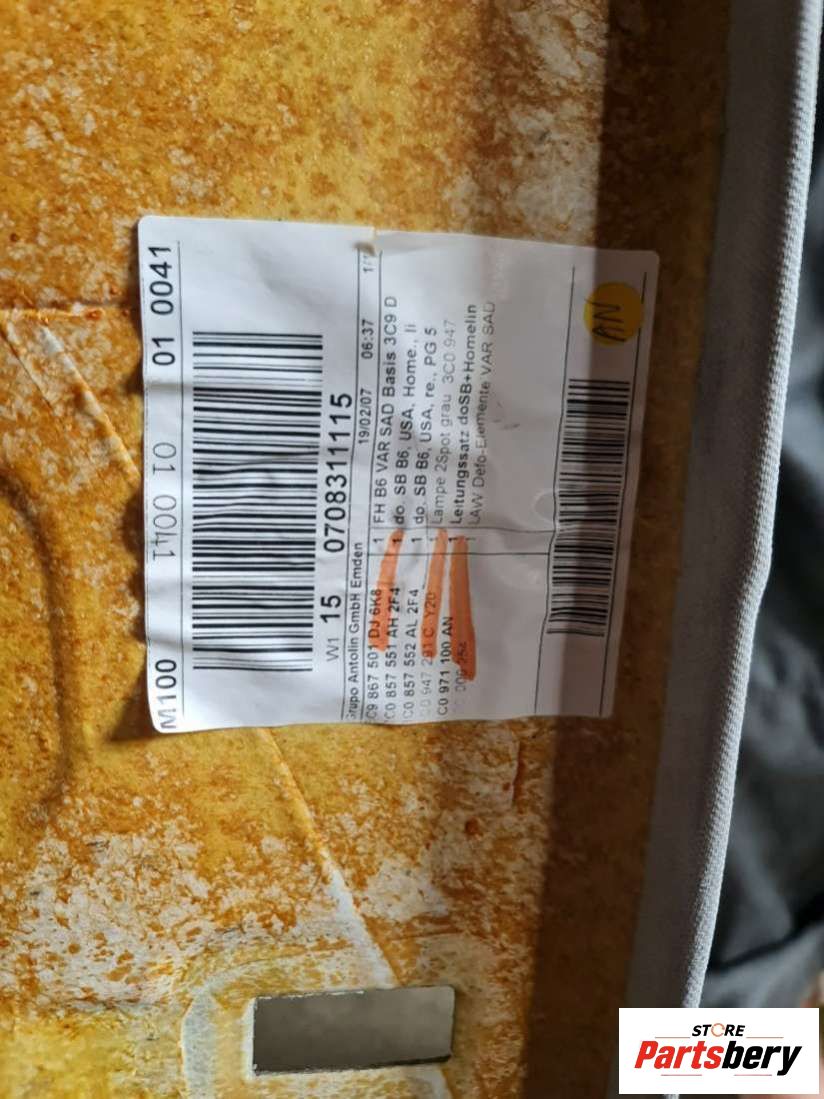 M100 01 0041 01 0041
W1 15 0708311115
Grupo Antolin GmbH Emden 19/02/07 06:37
3C9 867 501 DJ 6K8 1 FH B6 VAR SAD Basis 3C9 D
3C0 857 551 AH 2F4 1 do. SB B6, USA, Home., li
3C0 857 552 AL 2F4 1 do. SB B6, USA, re., PG 5
947 291 C Y20 1 Lampe 2Spot grau 3C0 947
3C0 971 100 AN 1 Leitungssatz doSB+Homelin
1 LAW Defo-Elemente VAR SAD
AN
STORE
Partsbery